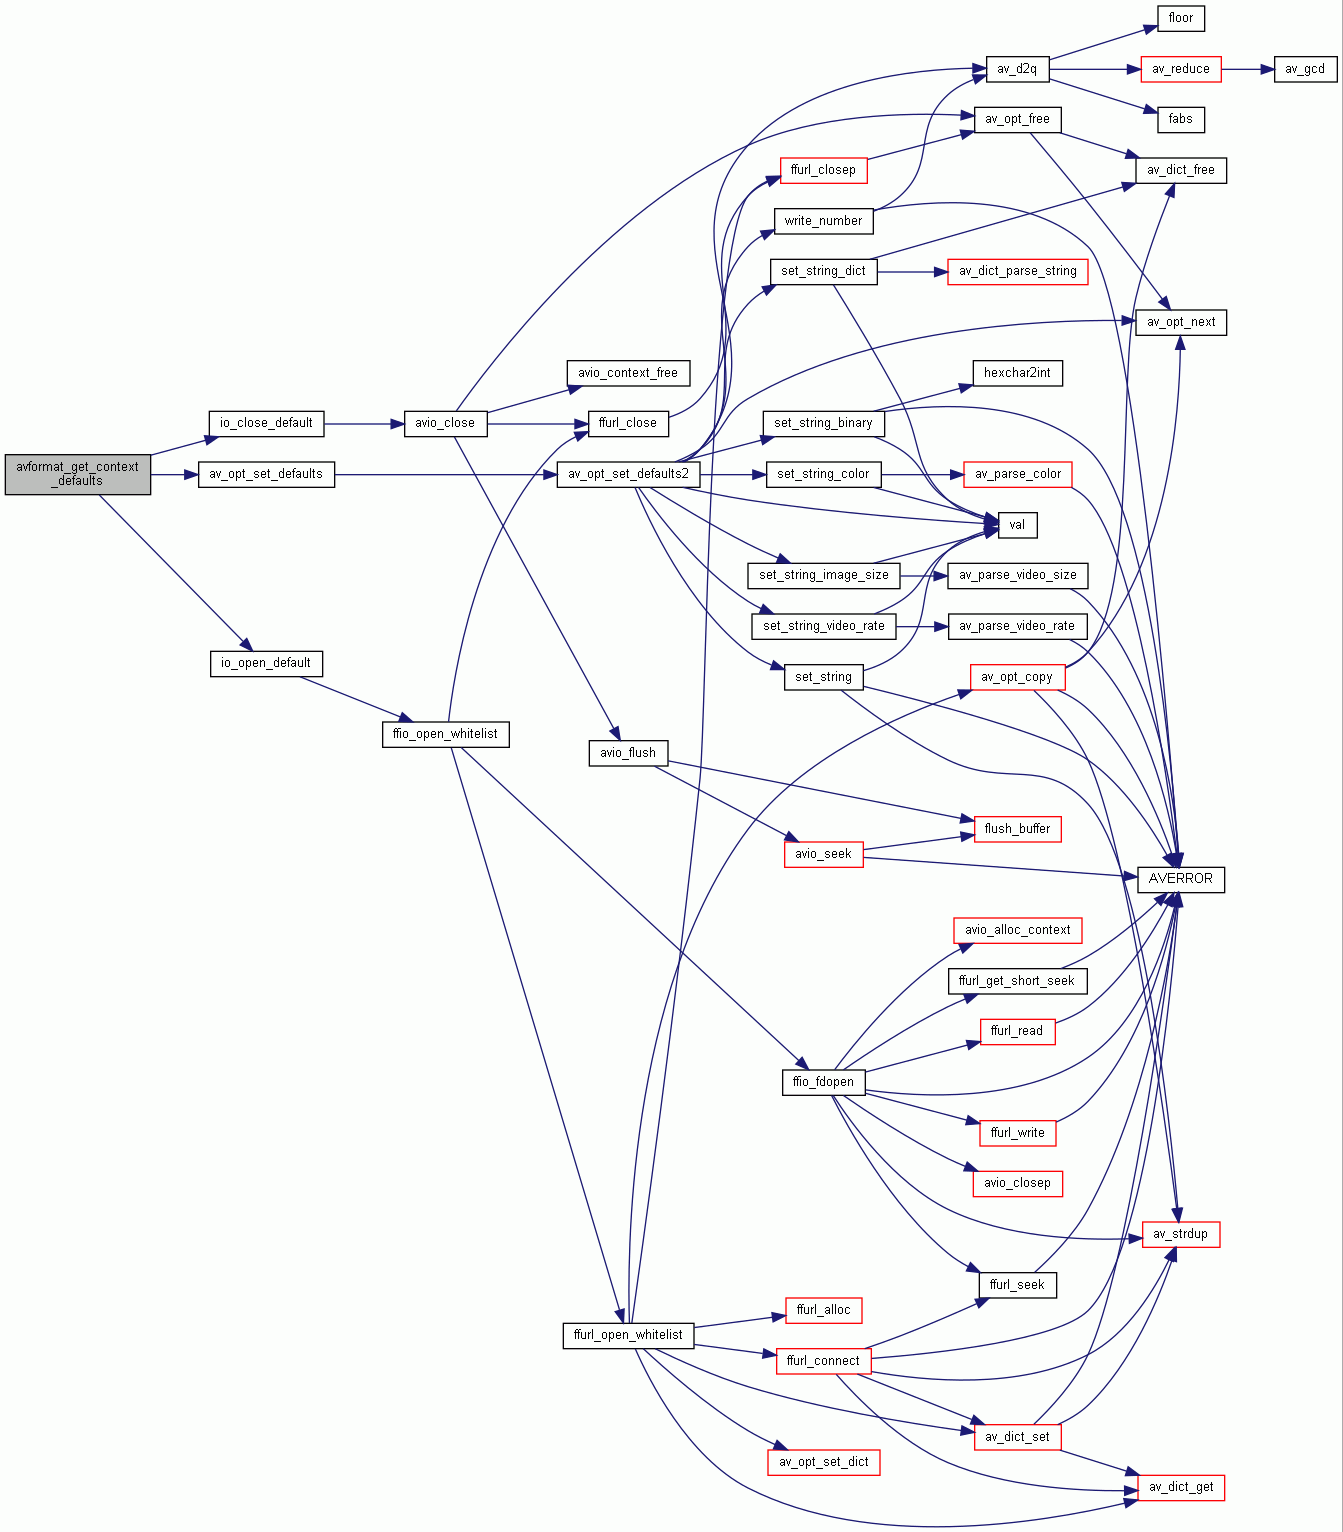 floor
av_d2q
av_reduce
av_gcd
av_opt_free
fabs
ffurl_closep
av_dict_free
write_number
set_string_dict
av_dict_parse_string
av_opt_next
avio_context_free
hexchar2int
io_close_default
avio_close
ffurl_close
set_string_binary
avformat_get_context
_defaults
av_opt_set_defaults
av_opt_set_defaults2
set_string_color
av_parse_color
val
set_string_image_size
av_parse_video_size
set_string_video_rate
av_parse_video_rate
io_open_default
set_string
av_opt_copy
ffio_open_whitelist
avio_flush
flush_buffer
avio_seek
AVERROR
avio_alloc_context
ffurl_get_short_seek
ffurl_read
ffio_fdopen
ffurl_write
avio_closep
av_strdup
ffurl_seek
ffurl_alloc
ffurl_open_whitelist
ffurl_connect
av_dict_set
av_opt_set_dict
av_dict_get